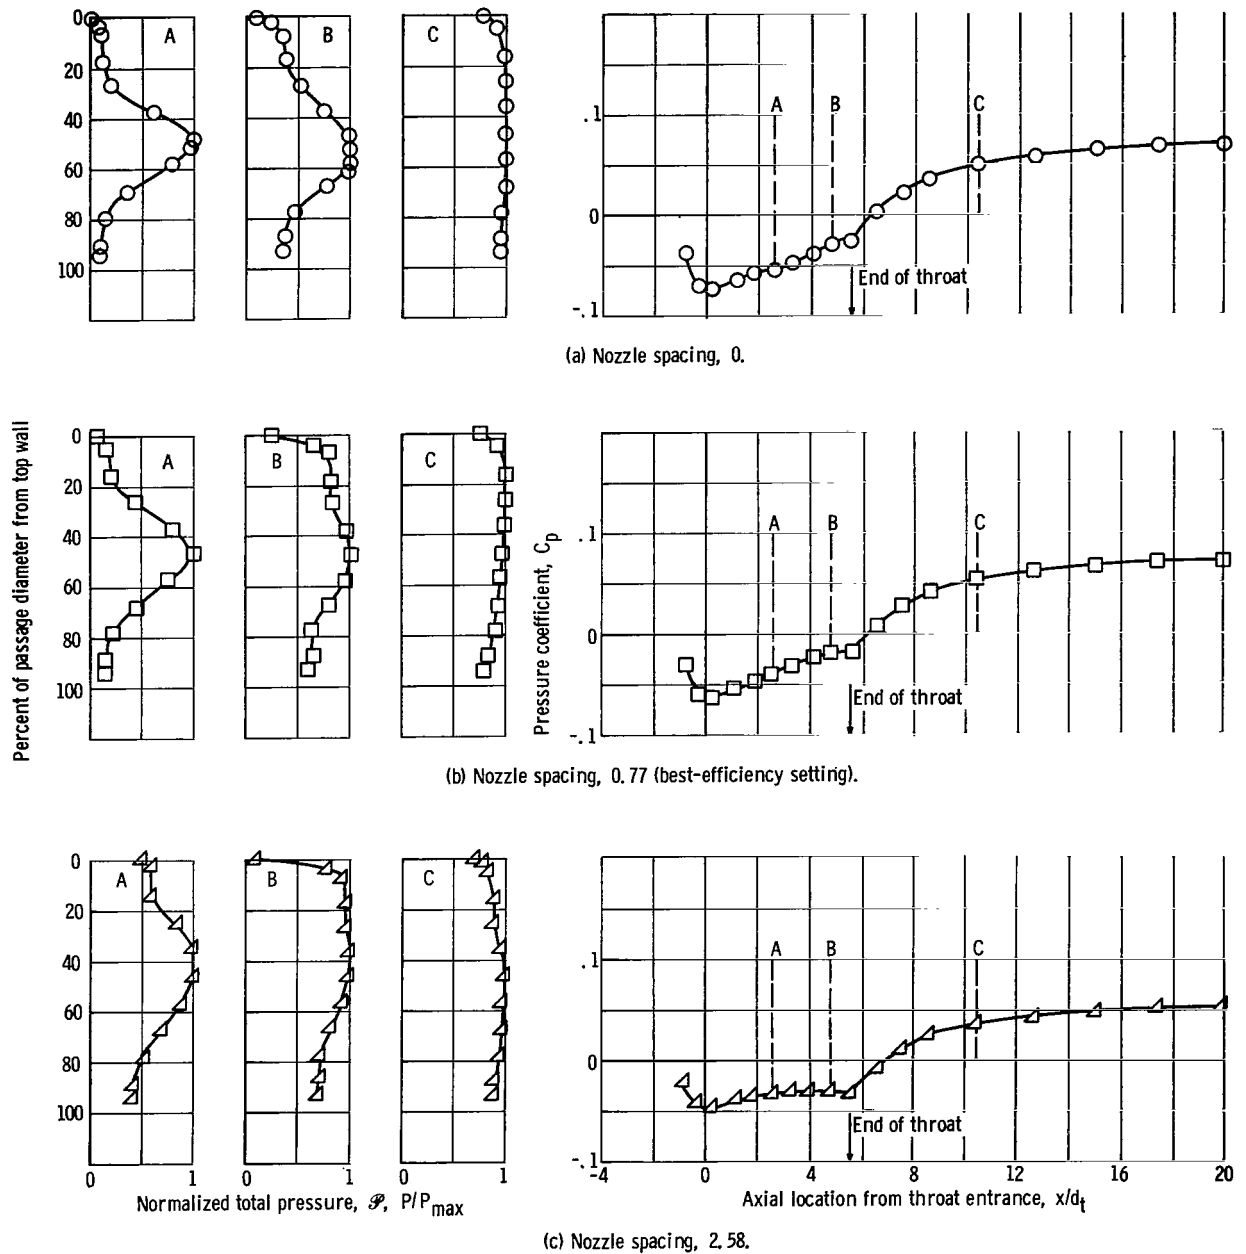 0
20
40
60
80
100
A
B
C
.1
0
-.1
A
B
C
End of throat
(a) Nozzle spacing, 0.
Percent of passage diameter from top wall
0
20
40
60
80
100
A
B
C
Pressure coefficient, Cp
.1
0
-.1
A
B
C
End of throat
(b) Nozzle spacing, 0.77 (best-efficiency setting).
0
20
40
60
80
100
A
B
C
0 1 0 1 0 1
Normalized total pressure, 𝒫, P/Pmax
.1
0
-.1
A
B
C
End of throat
-4 0 4 8 12 16 20
Axial location from throat entrance, x/dt
(c) Nozzle spacing, 2.58.